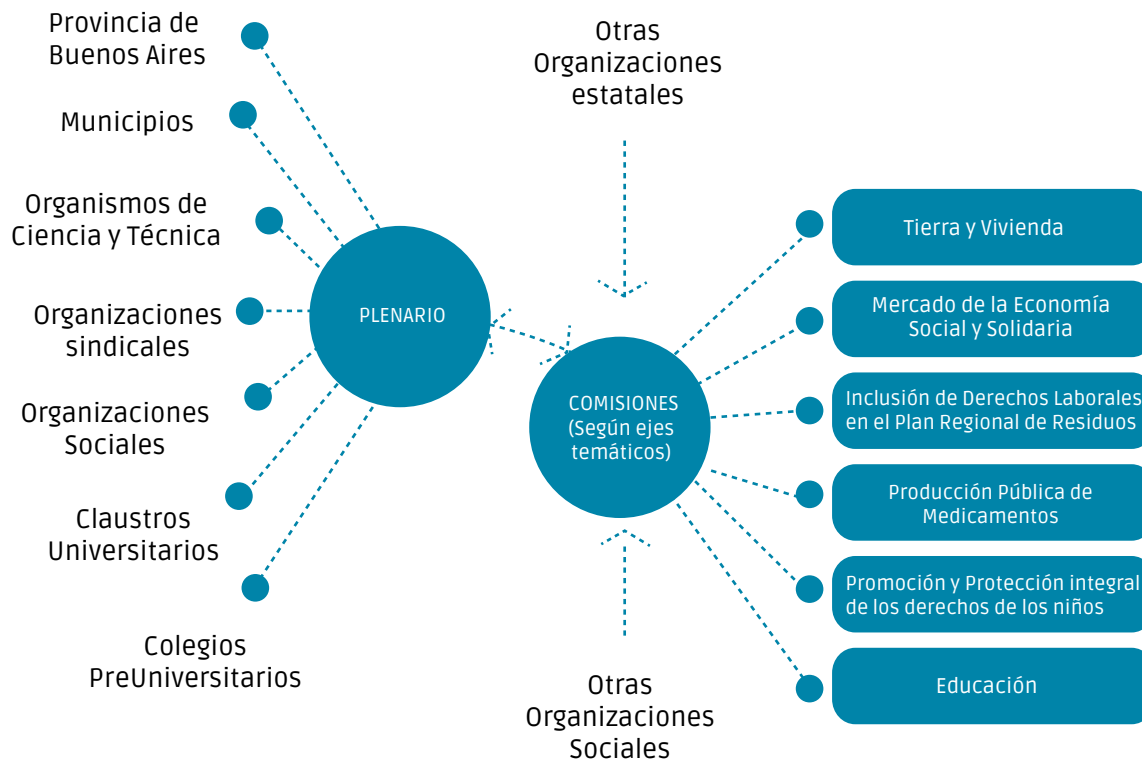 Provincia de
Buenos Aires
Municipios
Organismos de
Ciencia y Técnica
Organizaciones
sindicales
Organizaciones
Sociales
Claustros
Universitarios
Colegios
PreUniversitarios
PLENARIO
Otras
Organizaciones
estatales
COMISIONES
(Según ejes
temáticos)
Otras
Organizaciones
Sociales
Tierra y Vivienda
Mercado de la Economía
Social y Solidaria
Inclusión de Derechos Laborales
en el Plan Regional de Residuos
Producción Pública de
Medicamentos
Promoción y Protección integral
de los derechos de los niños
Educación